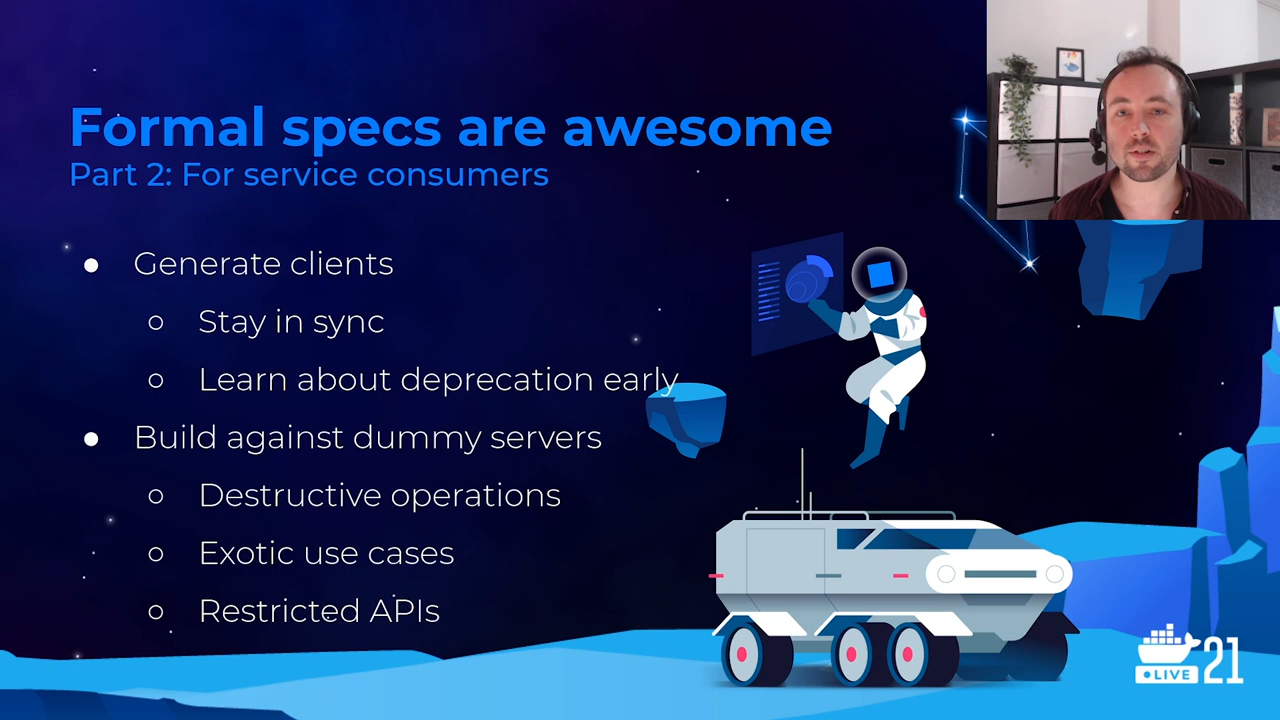 Formal specs are awesome
Part 2: For service consumers
● Generate clients
○ Stay in sync
○ Learn about deprecation early
● Build against dummy servers
○ Destructive operations
○ Exotic use cases
○ Restricted APIs
LIVE 21